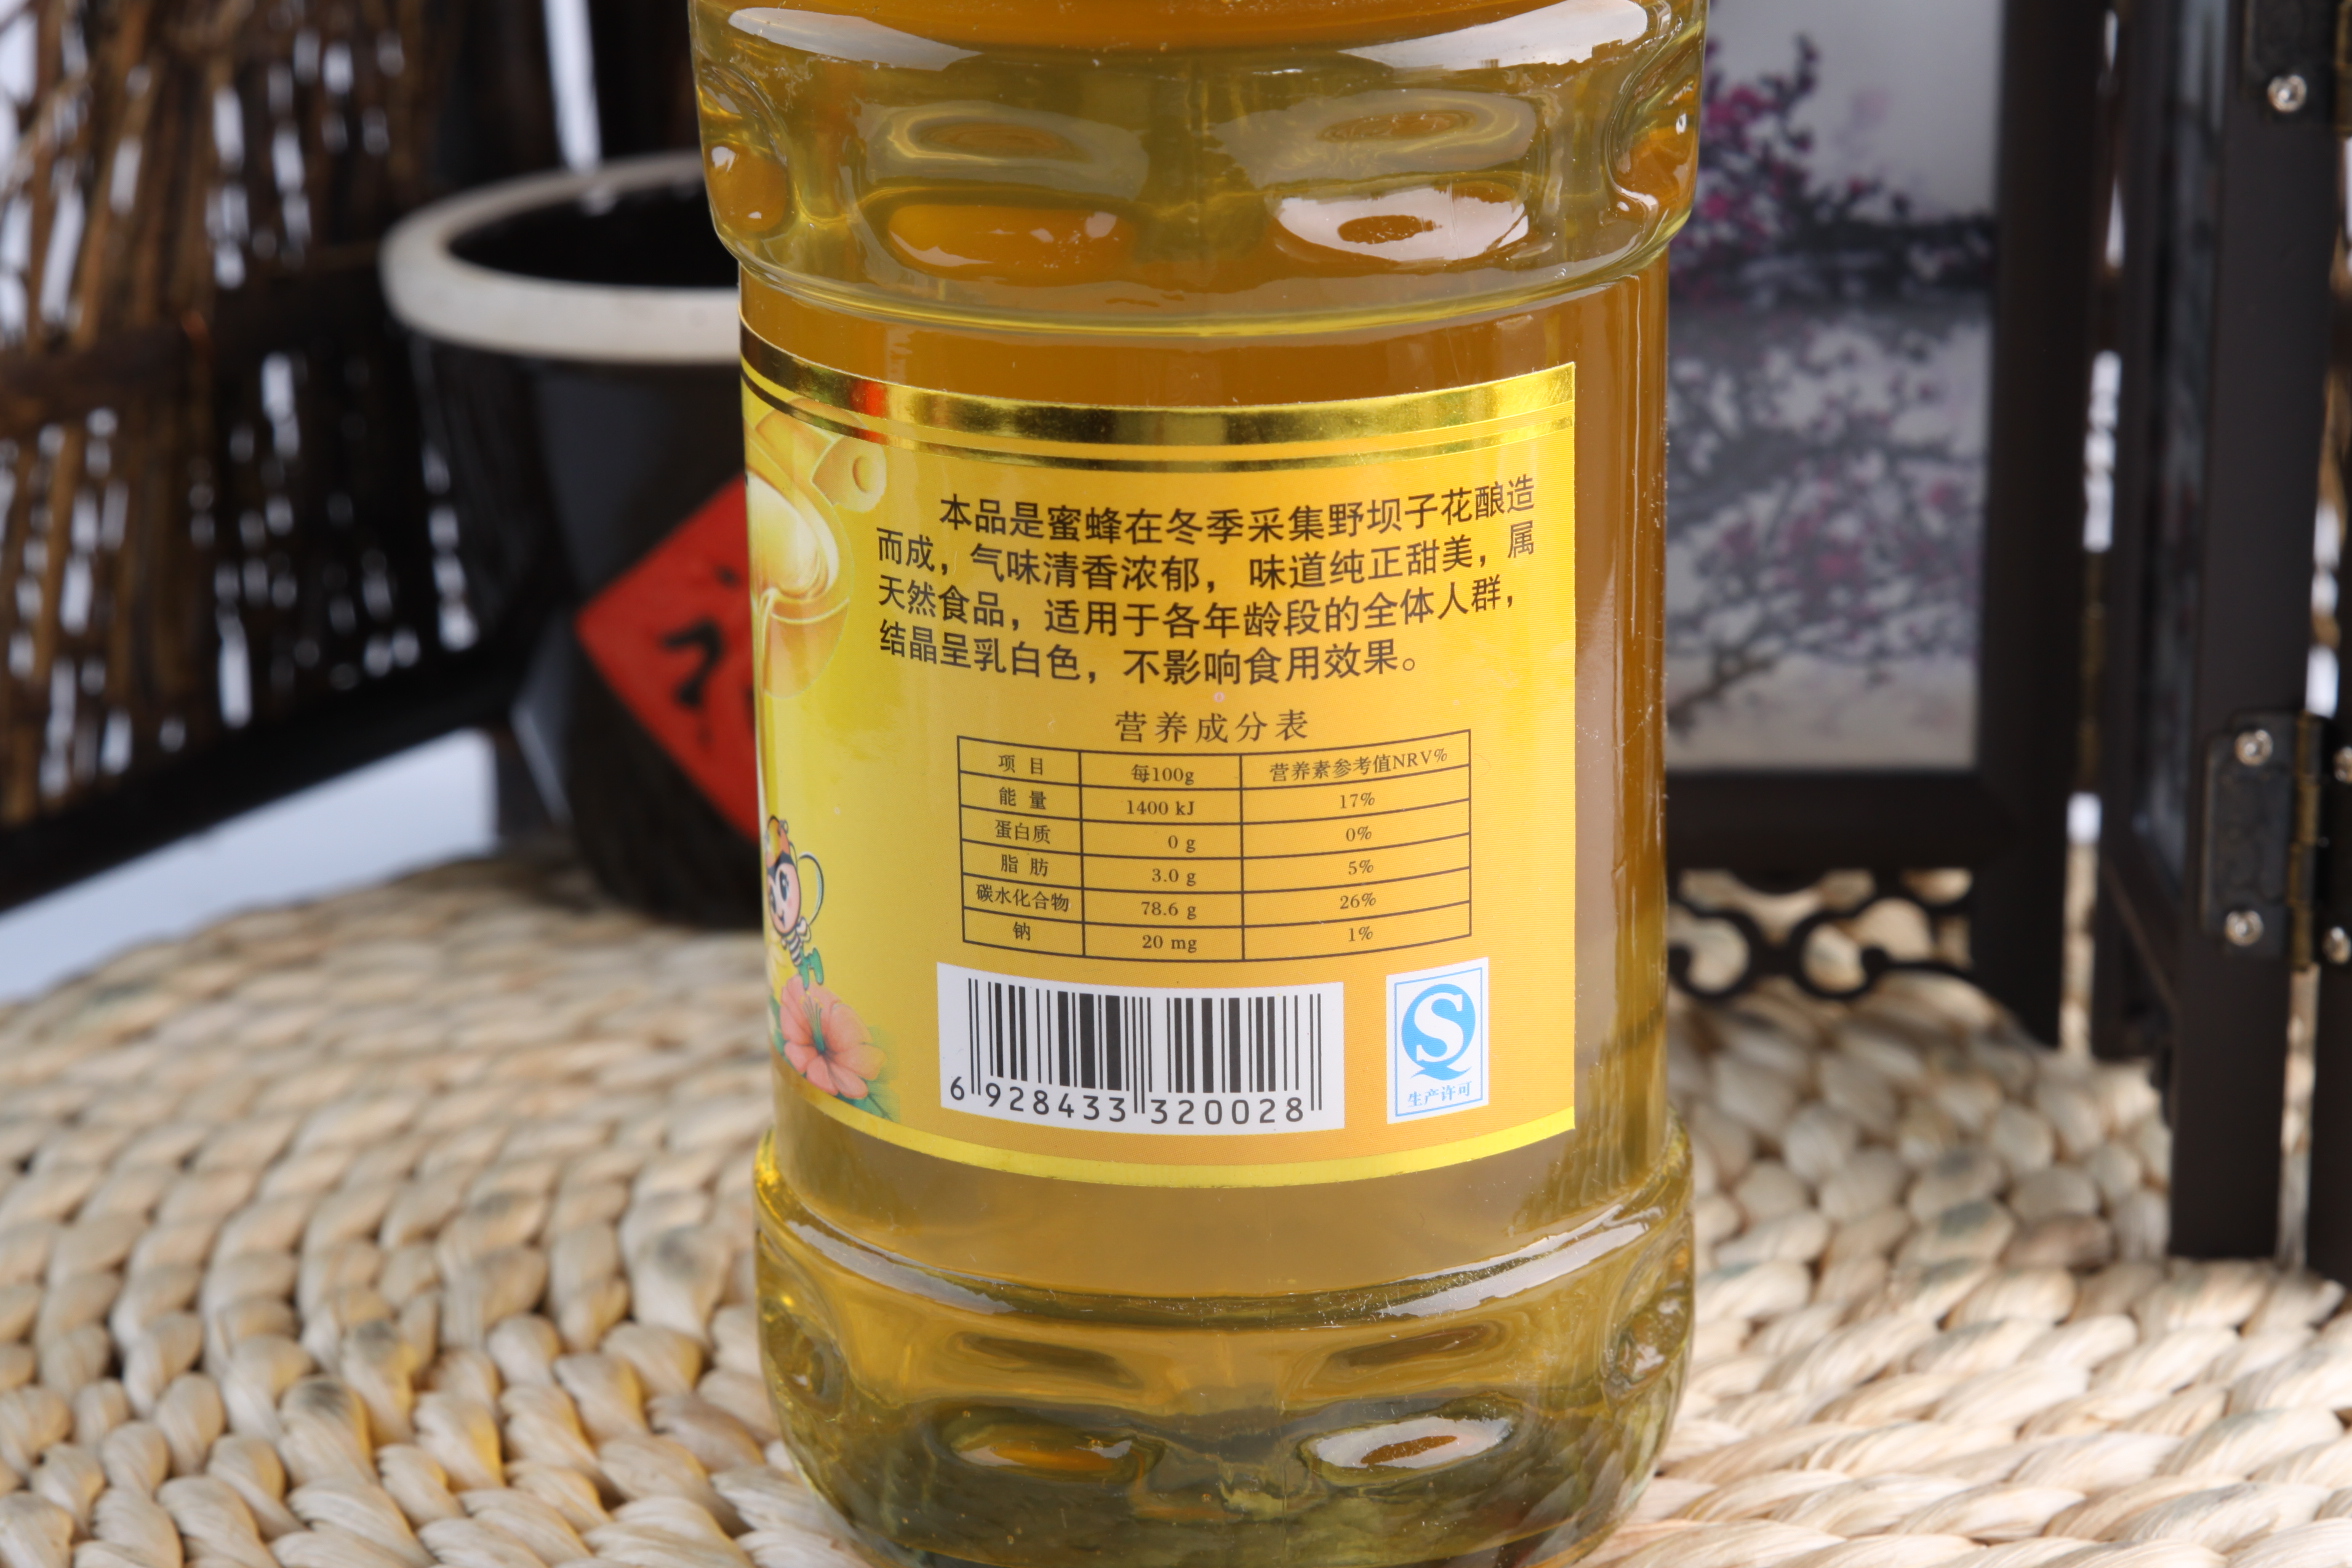 本品是蜜蜂在冬季采集野坝子花酿造
而成，气味清香浓郁，味道纯正甜美，属
天然食品，适用于各年龄段的全体人群，
结晶呈乳白色，不影响食用效果。
营养成分表
项 目 每100g 营养素参考值NRV%
能 量 1400 kJ 17%
蛋白质 0 g 0%
脂 肪 3.0 g 5%
碳水化合物 78.6 g 26%
钠 20 mg 1%
6 928433 320028
S
生产许可